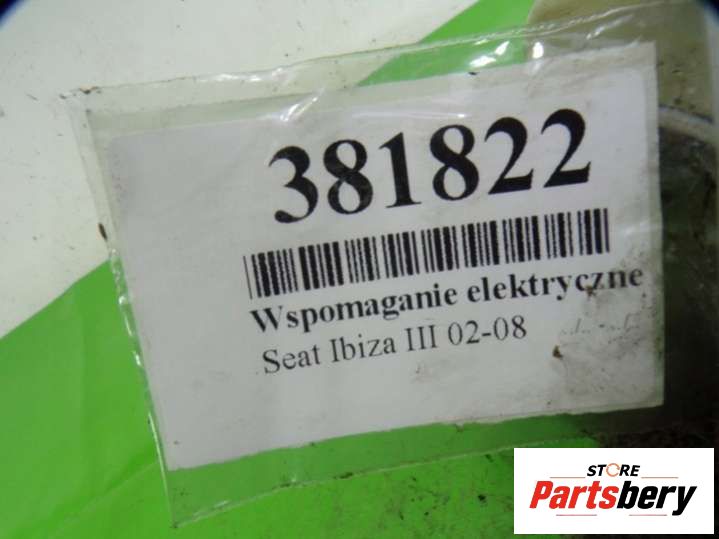 381822
Wspomaganie elektryczne
Seat Ibiza III 02-08
STORE
Partsbery